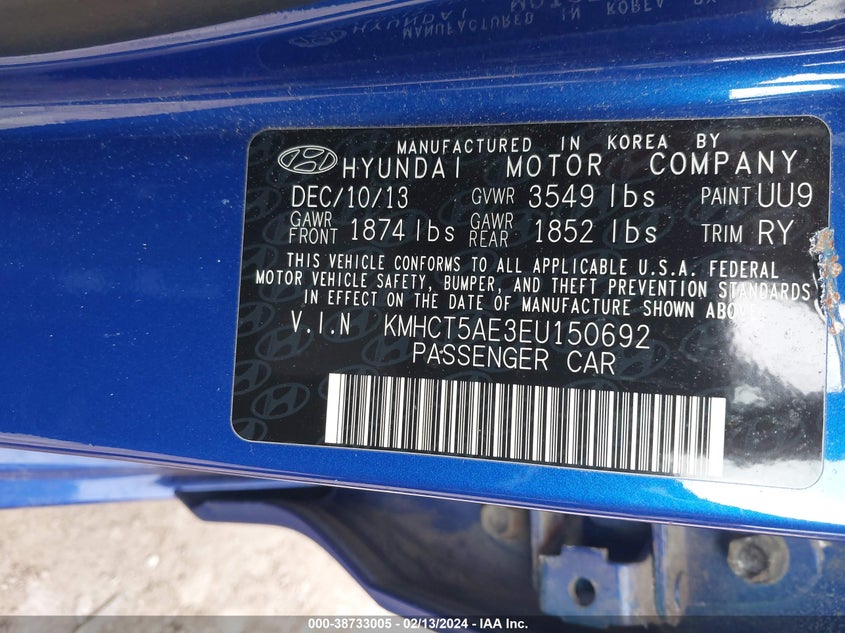 MANUFACTURED IN KOREA BY
HYUNDAI MOTOR COMPANY
DEC/10/13 GVWR 3549 lbs PAINT UU9
GAWR FRONT 1874 lbs GAWR REAR 1852 lbs TRIM RY
THIS VEHICLE CONFORMS TO ALL APPLICABLE U.S.A. FEDERAL
MOTOR VEHICLE SAFETY, BUMPER, AND THEFT PREVENTION STANDARDS
IN EFFECT ON THE DATE OF MANUFACTURE SHOWN ABOVE.
V.I.N KMHCT5AE3EU150692
PASSENGER CAR
000-38733005 - 02/13/2024 - IAA Inc.